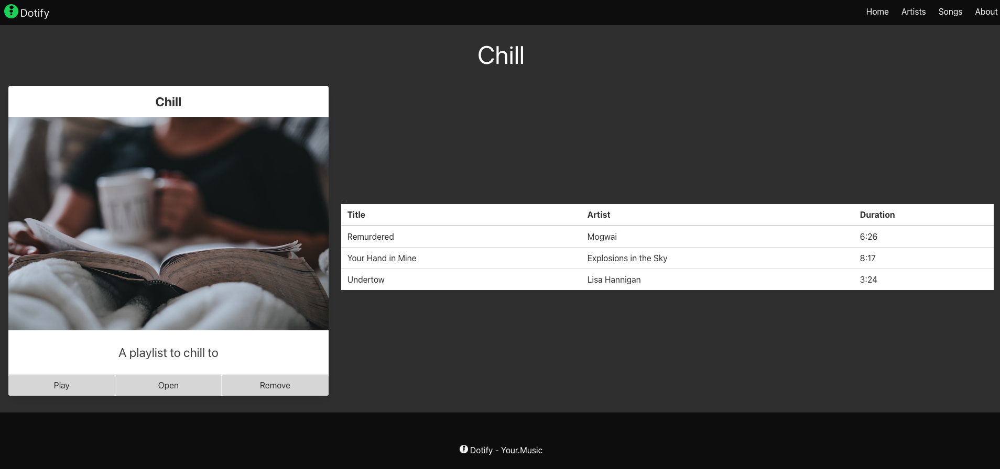 Dotify
Home Artists Songs About
Chill
Chill
A playlist to chill to
Play Open Remove
Title Artist Duration
Remurdered Mogwai 6:26
Your Hand in Mine Explosions in the Sky 8:17
Undertow Lisa Hannigan 3:24
Dotify - Your.Music